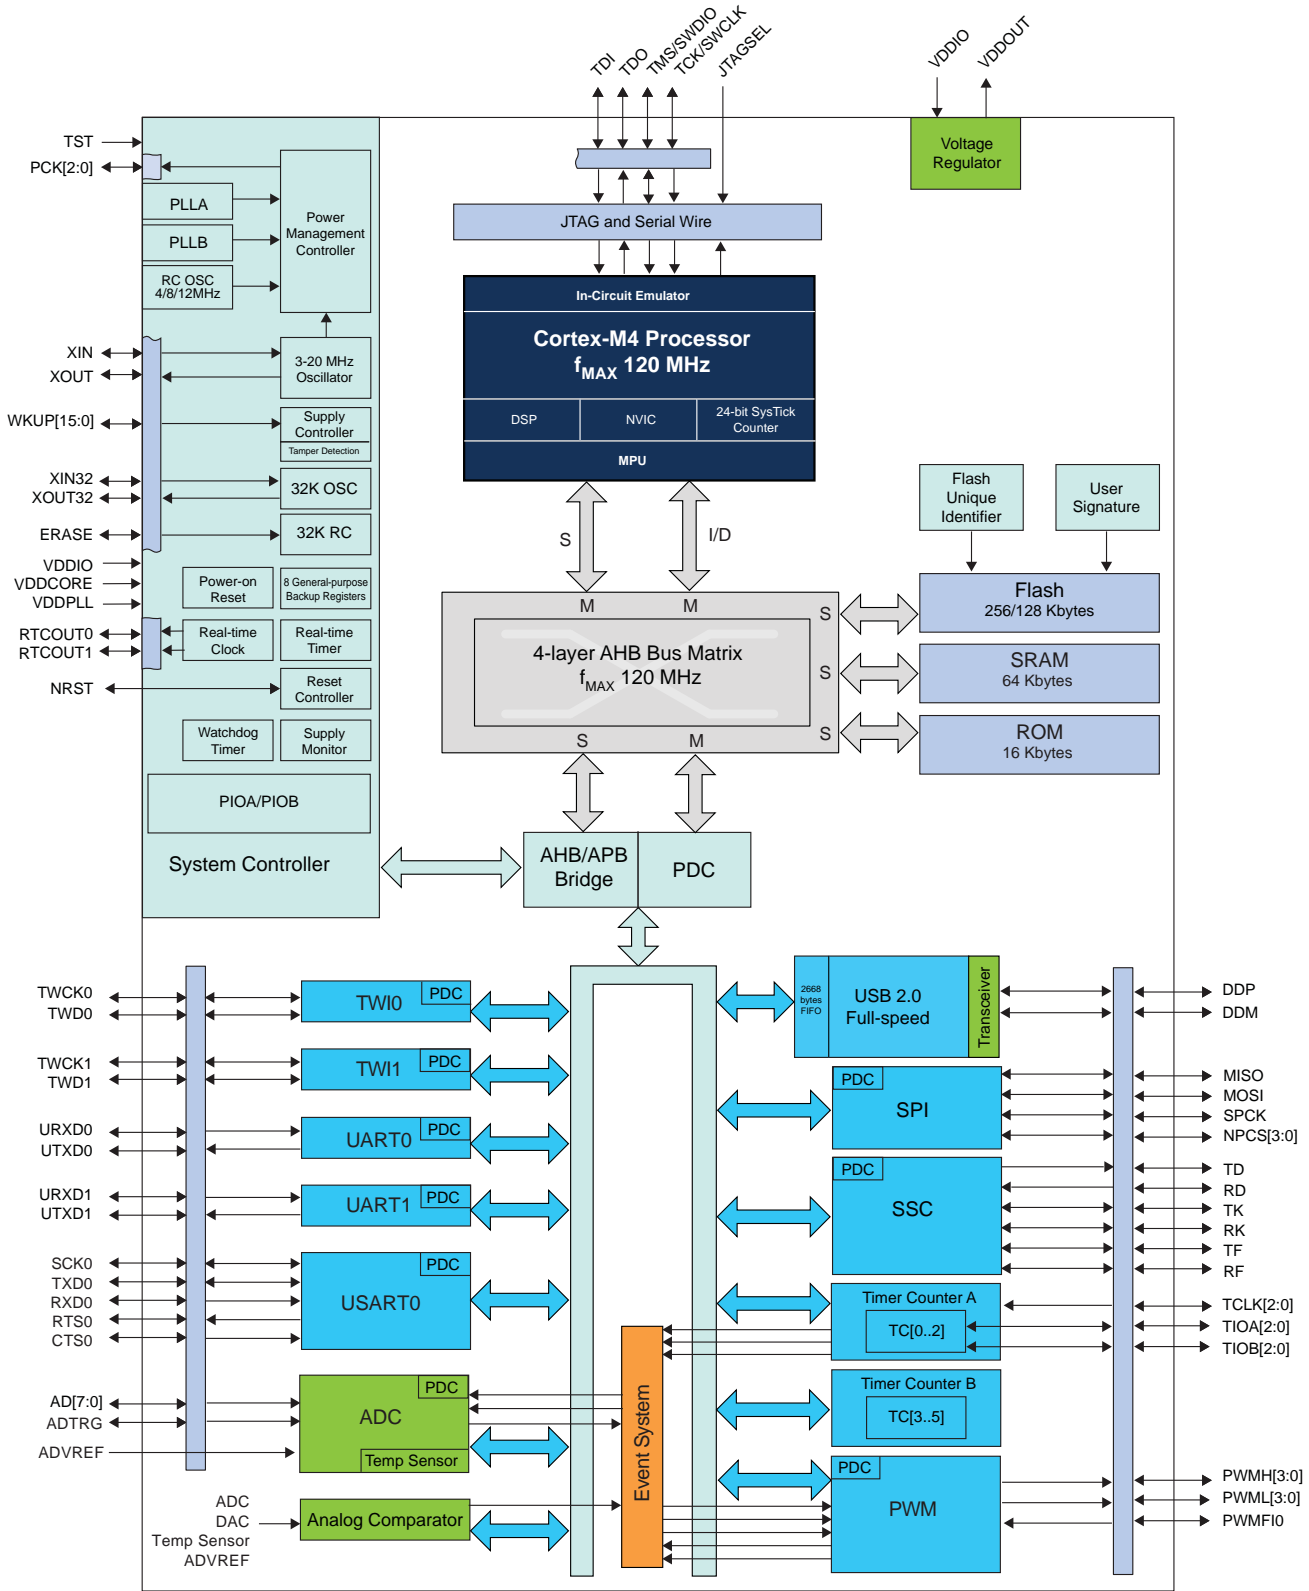 TDI
TDO
TMS/SWDIO
TCK/SWCLK
JTAGSEL
VDDIO
VDDOUT
TST
PCK[2:0]
PLLA
PLLB
RC OSC
4/8/12MHz
Power
Management
Controller
Voltage
Regulator
JTAG and Serial Wire
In-Circuit Emulator
Cortex-M4 Processor
fMAX 120 MHz
DSP
NVIC
24-bit SysTick
Counter
MPU
XIN
XOUT
3-20 MHz
Oscillator
WKUP[15:0]
Supply
Controller
Tamper Detection
XIN32
XOUT32
32K OSC
ERASE
32K RC
VDDIO
VDDCORE
VDDPLL
Power-on
Reset
8 General-purpose
Backup Registers
RTCOUT0
RTCOUT1
Real-time
Clock
Real-time
Timer
NRST
Reset
Controller
Watchdog
Timer
Supply
Monitor
PIOA/PIOB
System Controller
S
I/D
M
M
S
S
S
4-layer AHB Bus Matrix
fMAX 120 MHz
S
M
Flash
Unique
Identifier
User
Signature
Flash
256/128 Kbytes
SRAM
64 Kbytes
ROM
16 Kbytes
AHB/APB
Bridge
PDC
TWCK0
TWD0
PDC
TWI0
TWCK1
TWD1
PDC
TWI1
URXD0
UTXD0
PDC
UART0
URXD1
UTXD1
PDC
UART1
SCK0
TXD0
RXD0
RTS0
CTS0
PDC
USART0
AD[7:0]
ADTRG
ADVREF
PDC
ADC
Temp Sensor
ADC
DAC
Temp Sensor
ADVREF
Analog Comparator
Event System
2668
bytes
FIFO
USB 2.0
Full-speed
Transceiver
DDP
DDM
PDC
SPI
MISO
MOSI
SPCK
NPCS[3:0]
PDC
SSC
TD
RD
TK
RK
TF
RF
Timer Counter A
TC[0..2]
TCLK[2:0]
TIOA[2:0]
TIOB[2:0]
Timer Counter B
TC[3..5]
PDC
PWM
PWMH[3:0]
PWML[3:0]
PWMFI0